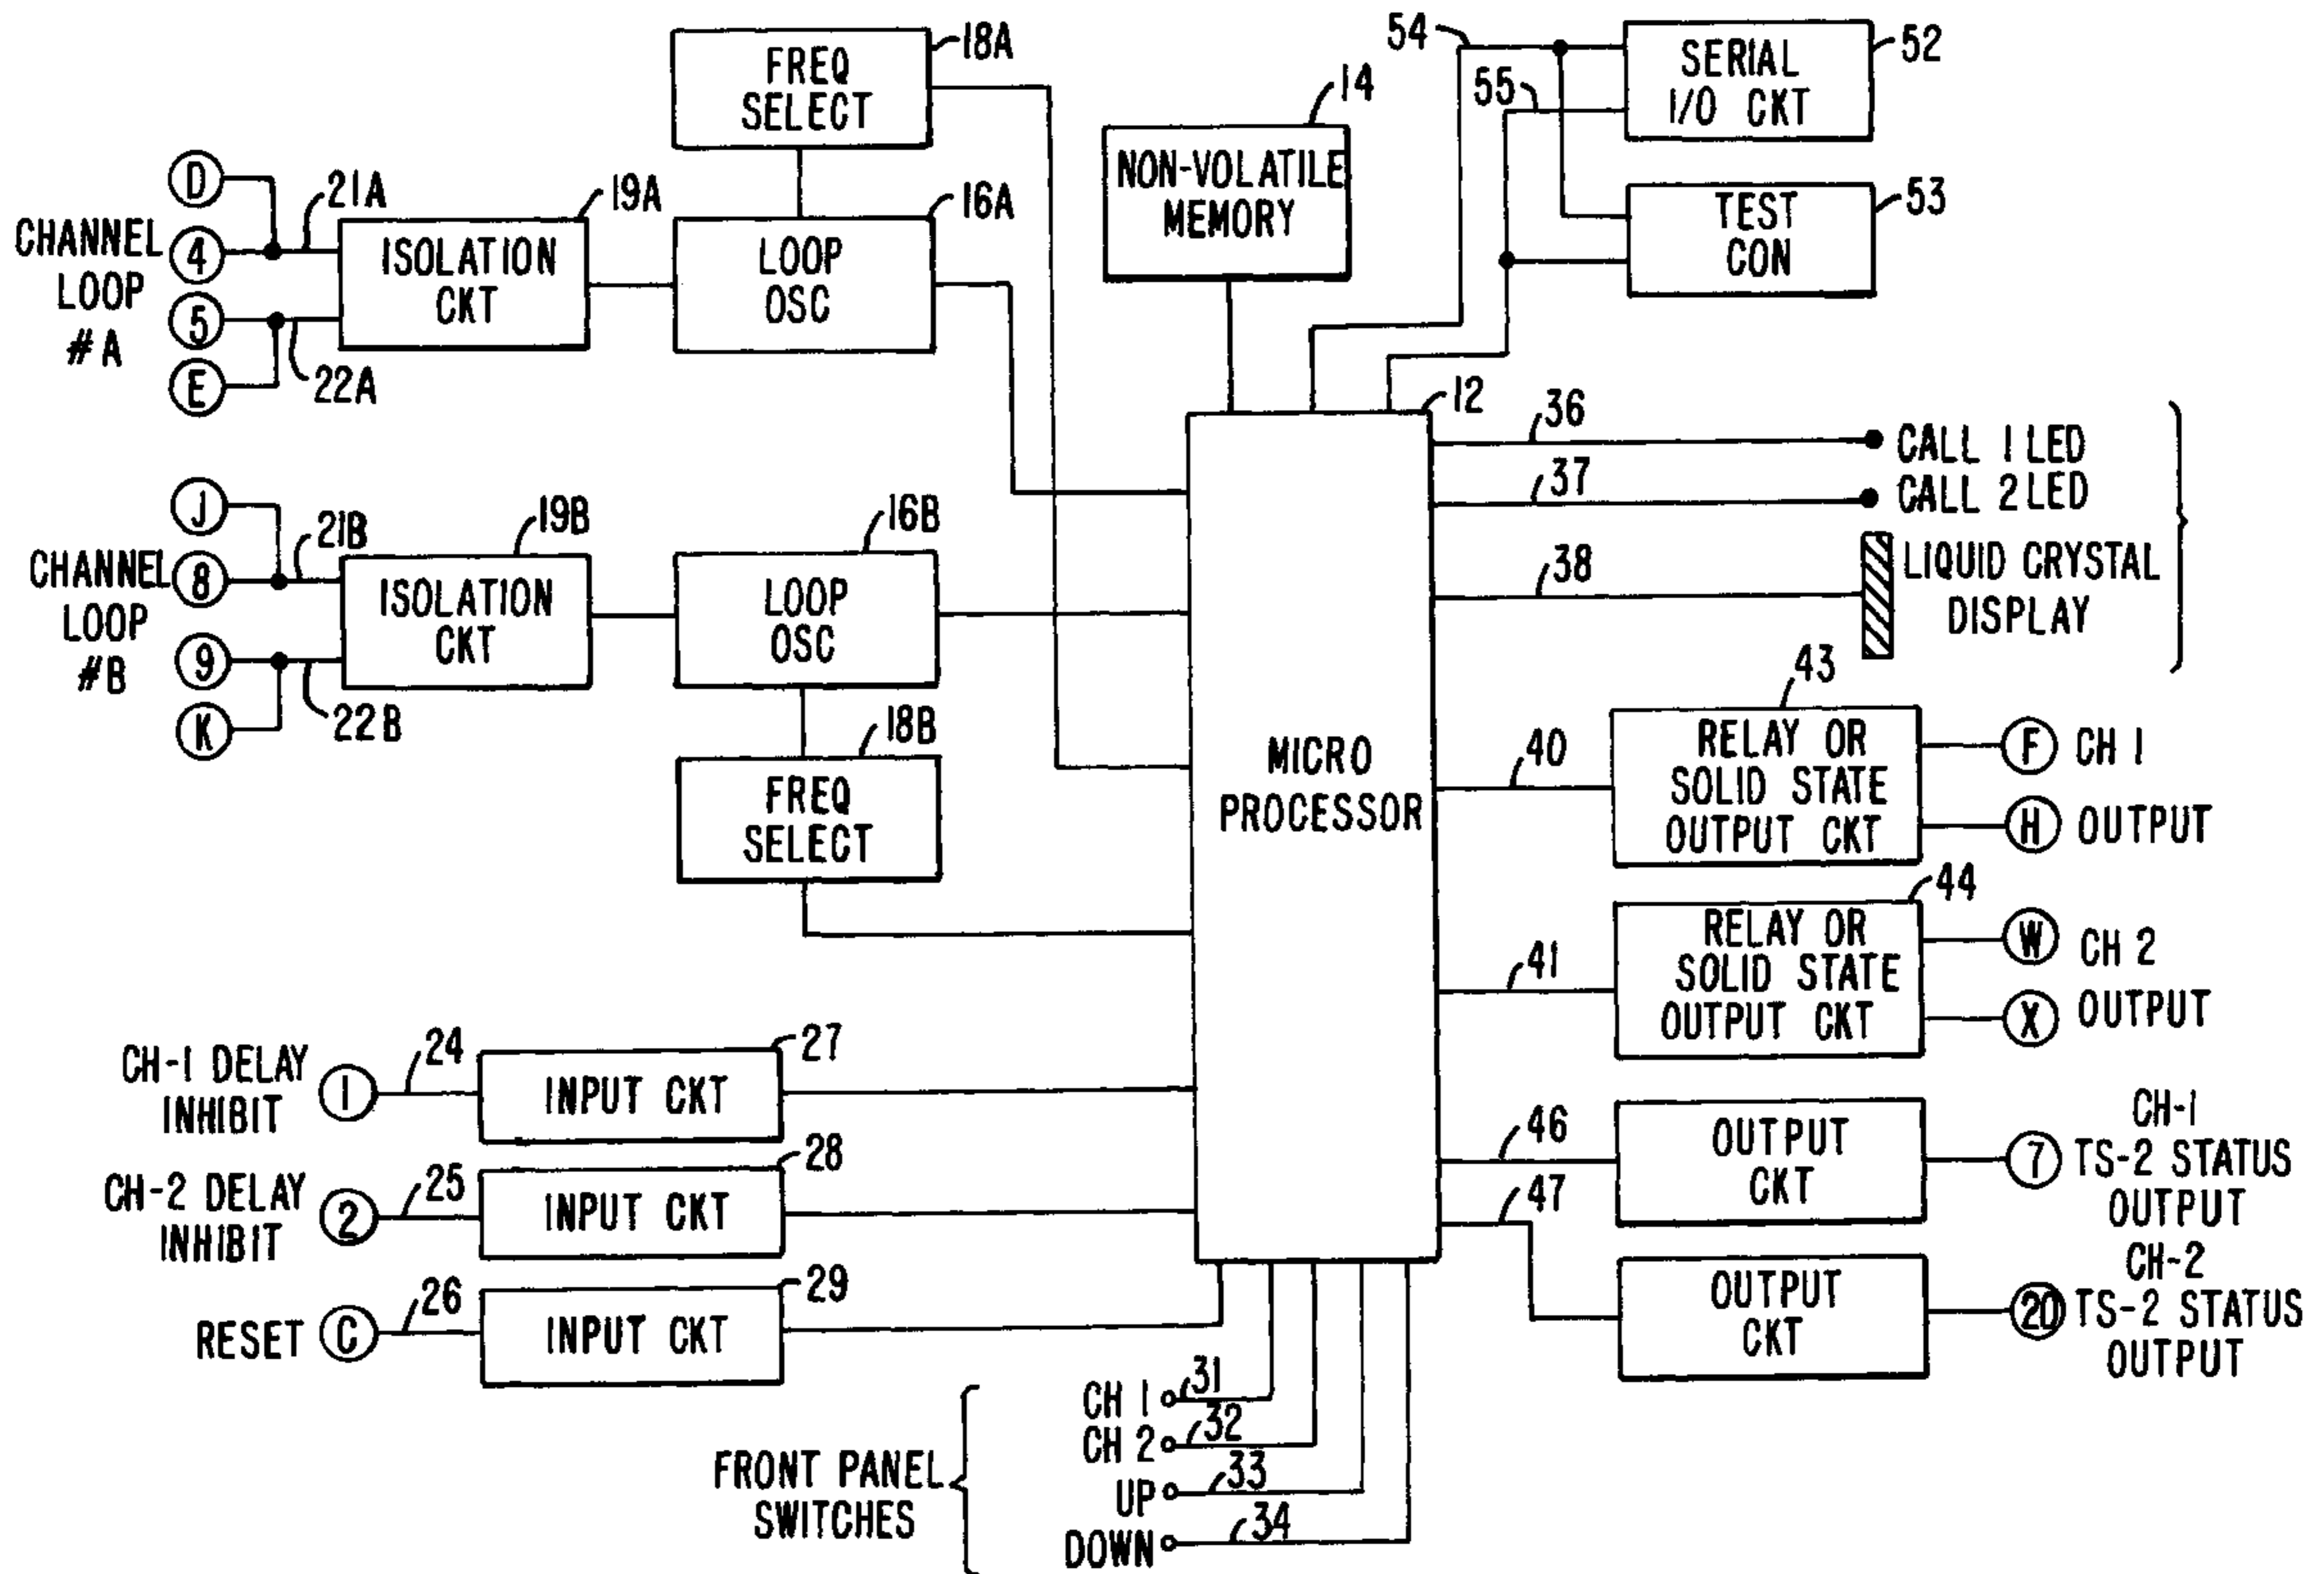 18A
FREQ
SELECT
54
SERIAL
I/O CKT
52
55
14
NON-VOLATILE
MEMORY
TEST
CON
53
D
4
5
E
CHANNEL
LOOP
#A
21A
22A
19A
ISOLATION
CKT
16A
LOOP
OSC
12
36
CALL 1 LED
37
CALL 2 LED
38
LIQUID CRYSTAL
DISPLAY
J
8
9
K
CHANNEL
LOOP
#B
21B
22B
19B
ISOLATION
CKT
16B
LOOP
OSC
18B
FREQ
SELECT
MICRO
PROCESSOR
43
40
RELAY OR
SOLID STATE
OUTPUT CKT
F CH 1
H OUTPUT
44
41
RELAY OR
SOLID STATE
OUTPUT CKT
W CH 2
X OUTPUT
CH-1 DELAY
INHIBIT
1
24
27
INPUT CKT
CH-2 DELAY
INHIBIT
2
25
28
INPUT CKT
RESET C
26
29
INPUT CKT
46
OUTPUT
CKT
7
CH-1
TS-2 STATUS
OUTPUT
47
OUTPUT
CKT
20
CH-2
TS-2 STATUS
OUTPUT
FRONT PANEL
SWITCHES
CH 1 31
CH 2 32
UP 33
DOWN 34